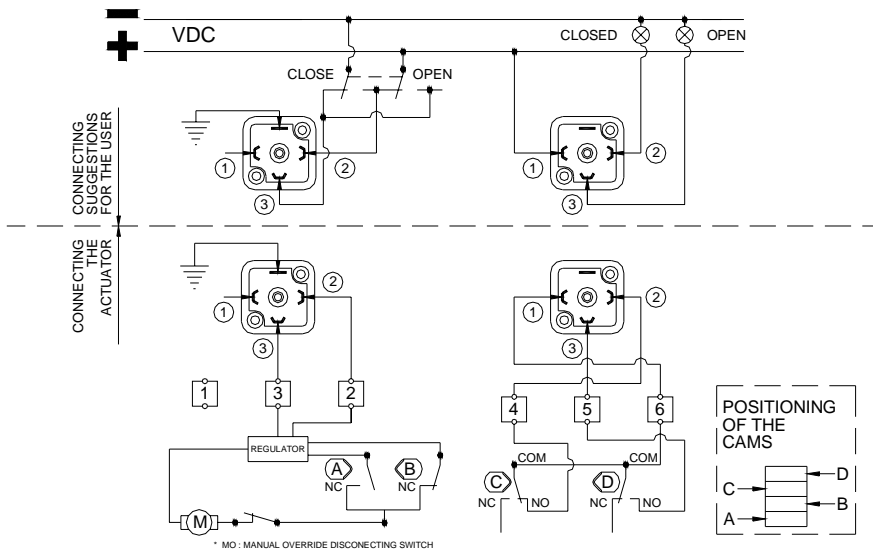 VDC
CLOSED
OPEN
CLOSE
OPEN
1
2
3
1
2
3
CONNECTING
SUGGESTIONS
FOR THE USER
CONNECTING
THE
ACTUATOR
1
2
3
1
2
3
1
3
2
4
5
6
REGULATOR
A
B
NC
NC
M
COM
COM
C
D
NC
NO
NC
NO
POSITIONING
OF THE
CAMS
D
C
B
A
* MO : MANUAL OVERRIDE DISCONECTING SWITCH